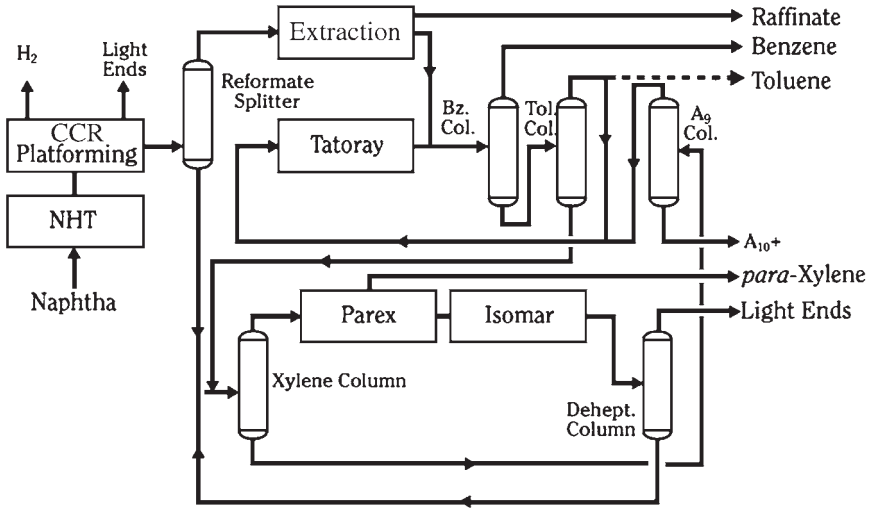 Raffinate
Benzene
Toluene
H₂
Light
Ends
Reformate
Splitter
Extraction
Bz.
Col.
Tol.
Col.
A₉
Col.
CCR
Platforming
Tatoray
NHT
A₁₀+
Naphtha
para-Xylene
Parex
Isomar
Light Ends
Xylene Column
Dehept.
Column